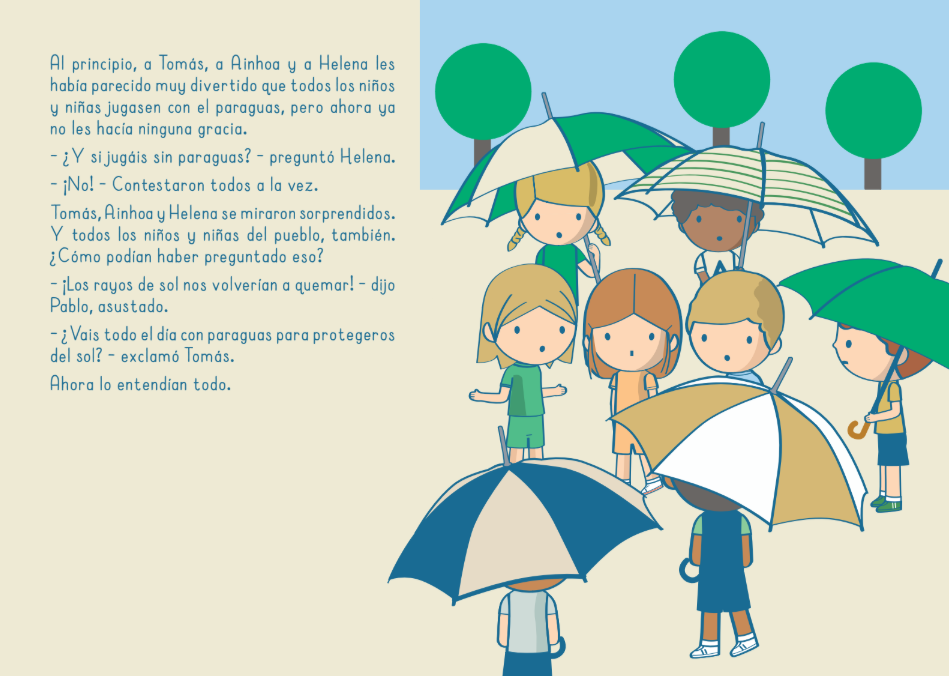 Al principio, a Tomás, a Ainhoa y a Helena les
había parecido muy divertido que todos los niños
y niñas jugasen con el paraguas, pero ahora ya
no les hacía ninguna gracia.
- ¿Y si jugáis sin paraguas? - preguntó Helena.
- ¡No! - Contestaron todos a la vez.
Tomás, Ainhoa y Helena se miraron sorprendidos.
Y todos los niños y niñas del pueblo, también.
¿Cómo podían haber preguntado eso?
- ¡Los rayos de sol nos volverían a quemar! - dijo
Pablo, asustado.
- ¿Vais todo el día con paraguas para protegeros
del sol? - exclamó Tomás.
Ahora lo entendían todo.